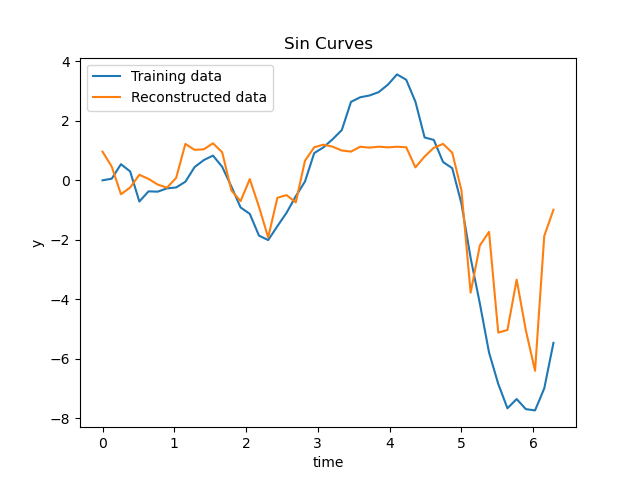 Sin Curves
Training data
Reconstructed data
y
4
2
0
−2
−4
−6
−8
0 1 2 3 4 5 6
time